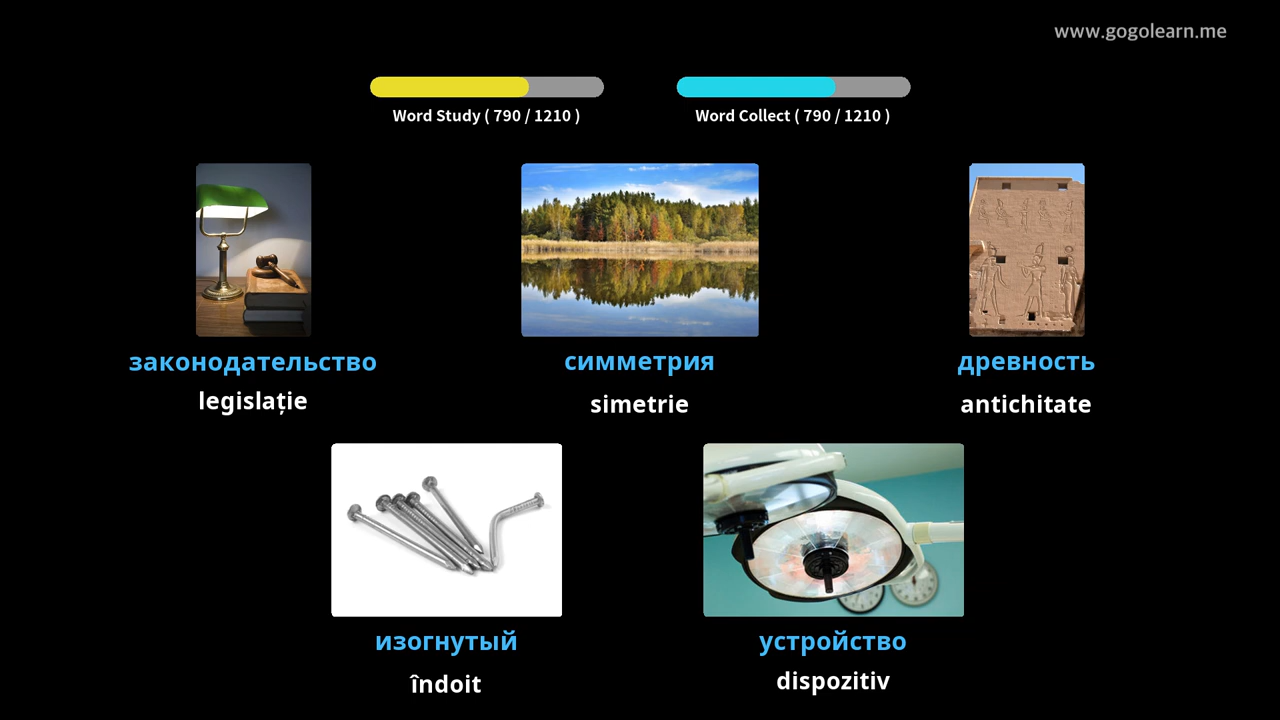 www.gogolearn.me
Word Study ( 790 / 1210 )
Word Collect ( 790 / 1210 )
законодательство
legislație
симметрия
simetrie
древность
antichitate
изогнутый
îndoit
устройство
dispozitiv